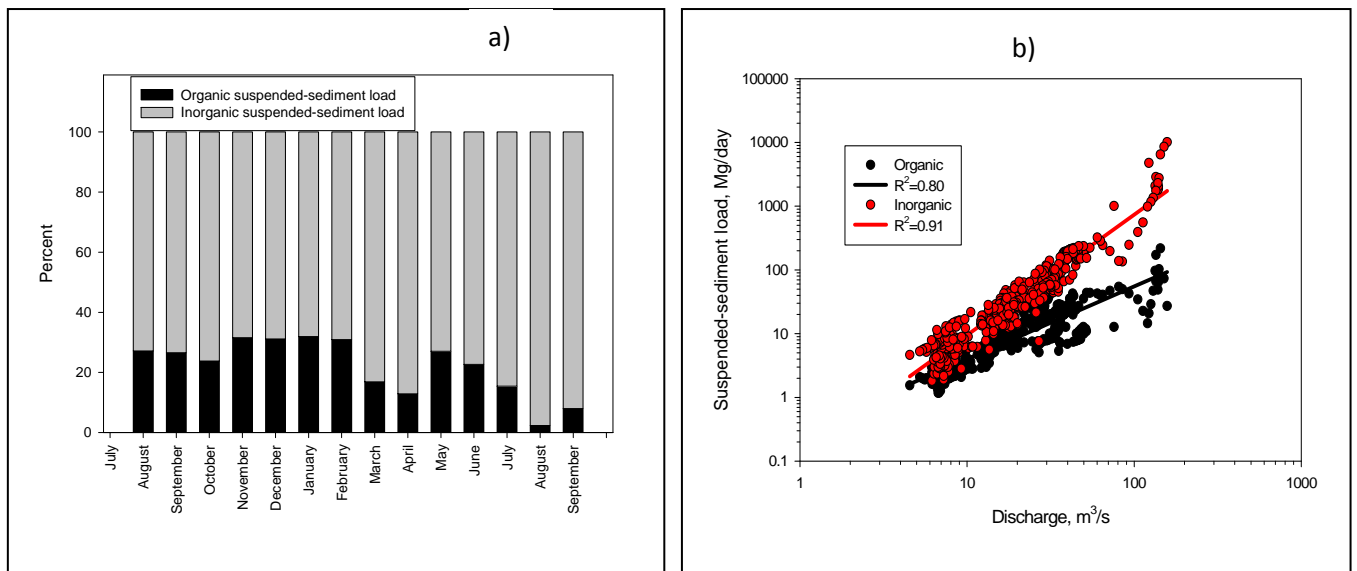 a)
Organic suspended-sediment load
Inorganic suspended-sediment load
Percent
100
80
60
40
20
0
July
August
September
October
November
December
January
February
March
April
May
June
July
August
September
b)
Suspended-sediment load, Mg/day
100000
10000
1000
100
10
1
0.1
Organic
R²=0.80
Inorganic
R²=0.91
1
10
100
1000
Discharge, m³/s